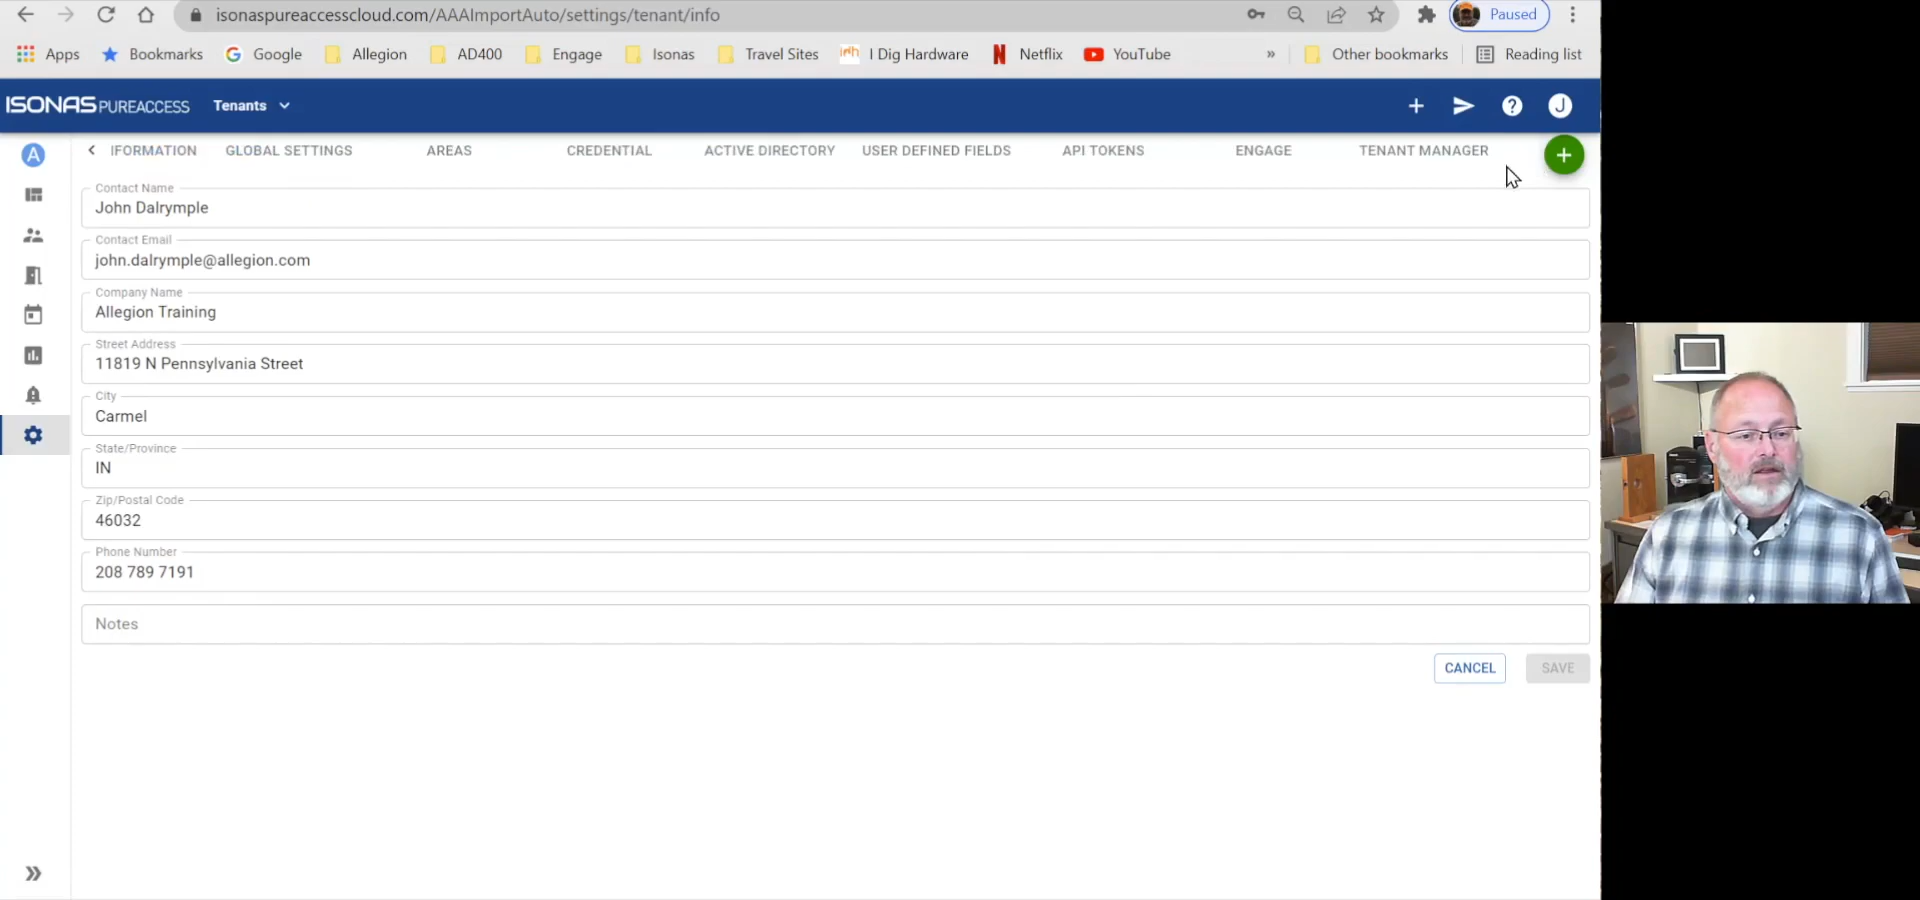 isonaspureaccesscloud.com/AAAImportAuto/settings/tenant/info
Paused
Apps Bookmarks Google Allegion AD400 Engage Isonas Travel Sites I Dig Hardware Netflix YouTube » Other bookmarks Reading list
ISONAS PUREACCESS Tenants + ? J
A IFORMATION GLOBAL SETTINGS AREAS CREDENTIAL ACTIVE DIRECTORY USER DEFINED FIELDS API TOKENS ENGAGE TENANT MANAGER +
Contact Name
John Dalrymple
Contact Email
john.dalrymple@allegion.com
Company Name
Allegion Training
Street Address
11819 N Pennsylvania Street
City
Carmel
State/Province
IN
Zip/Postal Code
46032
Phone Number
208 789 7191
Notes
CANCEL SAVE